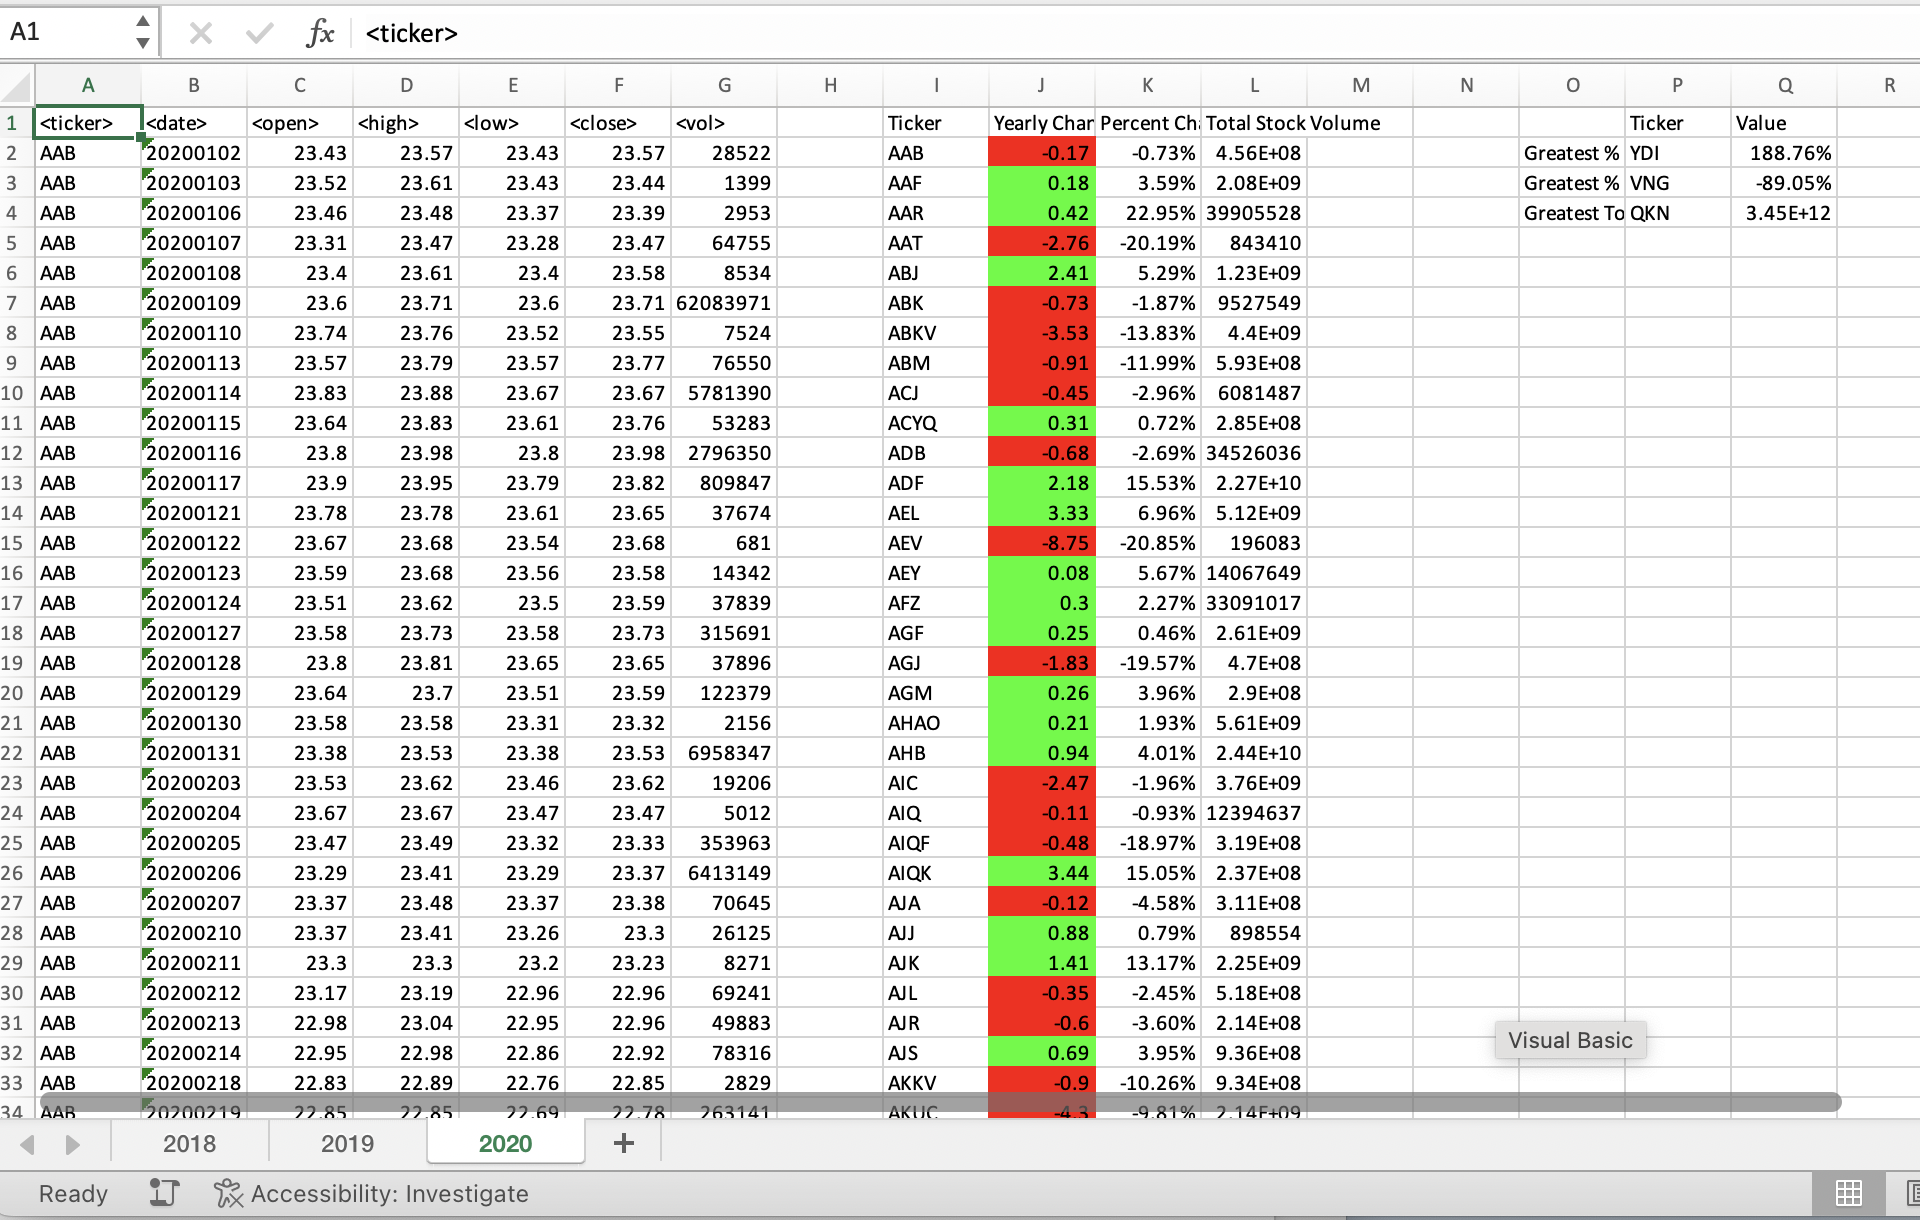 A1 fx <ticker>
A B C D E F G H I J K L M N O P Q R
1 <ticker> <date> <open> <high> <low> <close> <vol> Ticker Yearly Char Percent Ch Total Stock Volume Ticker Value
2 AAB 20200102 23.43 23.57 23.43 23.57 28522 AAB -0.17 -0.73% 4.56E+08 Greatest % YDI 188.76%
3 AAB 20200103 23.52 23.61 23.43 23.44 1399 AAF 0.18 3.59% 2.08E+09 Greatest % VNG -89.05%
4 AAB 20200106 23.46 23.48 23.37 23.39 2953 AAR 0.42 22.95% 39905528 Greatest To QKN 3.45E+12
5 AAB 20200107 23.31 23.47 23.28 23.47 64755 AAT -2.76 -20.19% 843410
6 AAB 20200108 23.4 23.61 23.4 23.58 8534 ABJ 2.41 5.29% 1.23E+09
7 AAB 20200109 23.6 23.71 23.6 23.71 62083971 ABK -0.73 -1.87% 9527549
8 AAB 20200110 23.74 23.76 23.52 23.55 7524 ABKV -3.53 -13.83% 4.4E+09
9 AAB 20200113 23.57 23.79 23.57 23.77 76550 ABM -0.91 -11.99% 5.93E+08
10 AAB 20200114 23.83 23.88 23.67 23.67 5781390 ACJ -0.45 -2.96% 6081487
11 AAB 20200115 23.64 23.83 23.61 23.76 53283 ACYQ 0.31 0.72% 2.85E+08
12 AAB 20200116 23.8 23.98 23.8 23.98 2796350 ADB -0.68 -2.69% 34526036
13 AAB 20200117 23.9 23.95 23.79 23.82 809847 ADF 2.18 15.53% 2.27E+10
14 AAB 20200121 23.78 23.78 23.61 23.65 37674 AEL 3.33 6.96% 5.12E+09
15 AAB 20200122 23.67 23.68 23.54 23.68 681 AEV -8.75 -20.85% 196083
16 AAB 20200123 23.59 23.68 23.56 23.58 14342 AEY 0.08 5.67% 14067649
17 AAB 20200124 23.51 23.62 23.5 23.59 37839 AFZ 0.3 2.27% 33091017
18 AAB 20200127 23.58 23.73 23.58 23.73 315691 AGF 0.25 0.46% 2.61E+09
19 AAB 20200128 23.8 23.81 23.65 23.65 37896 AGJ -1.83 -19.57% 4.7E+08
20 AAB 20200129 23.64 23.7 23.51 23.59 122379 AGM 0.26 3.96% 2.9E+08
21 AAB 20200130 23.58 23.58 23.31 23.32 2156 AHAO 0.21 1.93% 5.61E+09
22 AAB 20200131 23.38 23.53 23.38 23.53 6958347 AHB 0.94 4.01% 2.44E+10
23 AAB 20200203 23.53 23.62 23.46 23.62 19206 AIC -2.47 -1.96% 3.76E+09
24 AAB 20200204 23.67 23.67 23.47 23.47 5012 AIQ -0.11 -0.93% 12394637
25 AAB 20200205 23.47 23.49 23.32 23.33 353963 AIQF -0.48 -18.97% 3.19E+08
26 AAB 20200206 23.29 23.41 23.29 23.37 6413149 AIQK 3.44 15.05% 2.37E+08
27 AAB 20200207 23.37 23.48 23.37 23.38 70645 AJA -0.12 -4.58% 3.11E+08
28 AAB 20200210 23.37 23.41 23.26 23.3 26125 AJJ 0.88 0.79% 898554
29 AAB 20200211 23.3 23.3 23.2 23.23 8271 AJK 1.41 13.17% 2.25E+09
30 AAB 20200212 23.17 23.19 22.96 22.96 69241 AJL -0.35 -2.45% 5.18E+08
31 AAB 20200213 22.98 23.04 22.95 22.96 49883 AJR -0.6 -3.60% 2.14E+08
32 AAB 20200214 22.95 22.98 22.86 22.92 78316 AJS 0.69 3.95% 9.36E+08
Visual Basic
33 AAB 20200218 22.83 22.89 22.76 22.85 2829 AKKV -0.9 -10.26% 9.34E+08
34 AAB 20200219 22.85 22.85 22.69 22.78 263141 AKUC -4.3 -9.81% 2.14E+09
2018 2019 2020 +
Ready Accessibility: Investigate